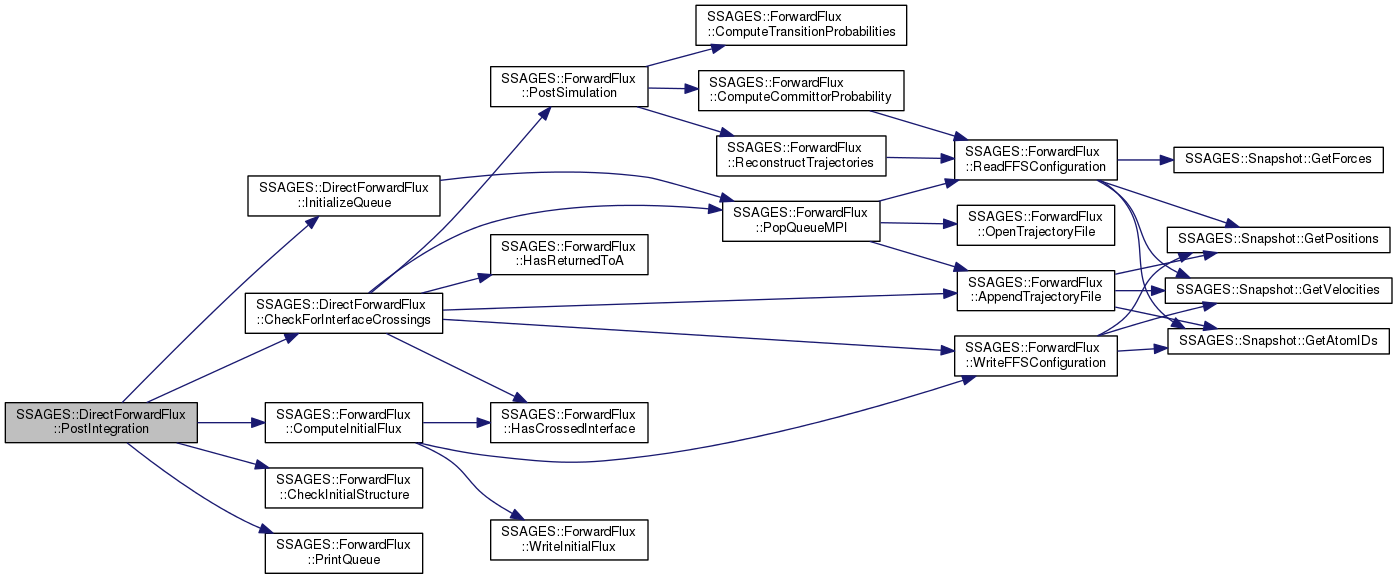 SSAGES::DirectForwardFlux
::PostIntegration
SSAGES::DirectForwardFlux
::InitializeQueue
SSAGES::DirectForwardFlux
::CheckForInterfaceCrossings
SSAGES::ForwardFlux
::ComputeInitialFlux
SSAGES::ForwardFlux
::CheckInitialStructure
SSAGES::ForwardFlux
::PrintQueue
SSAGES::ForwardFlux
::PostSimulation
SSAGES::ForwardFlux
::HasReturnedToA
SSAGES::ForwardFlux
::HasCrossedInterface
SSAGES::ForwardFlux
::WriteInitialFlux
SSAGES::ForwardFlux
::ComputeTransitionProbabilities
SSAGES::ForwardFlux
::ComputeCommittorProbability
SSAGES::ForwardFlux
::ReconstructTrajectories
SSAGES::ForwardFlux
::PopQueueMPI
SSAGES::ForwardFlux
::ReadFFSConfiguration
SSAGES::ForwardFlux
::OpenTrajectoryFile
SSAGES::ForwardFlux
::AppendTrajectoryFile
SSAGES::ForwardFlux
::WriteFFSConfiguration
SSAGES::Snapshot::GetForces
SSAGES::Snapshot::GetPositions
SSAGES::Snapshot::GetVelocities
SSAGES::Snapshot::GetAtomIDs